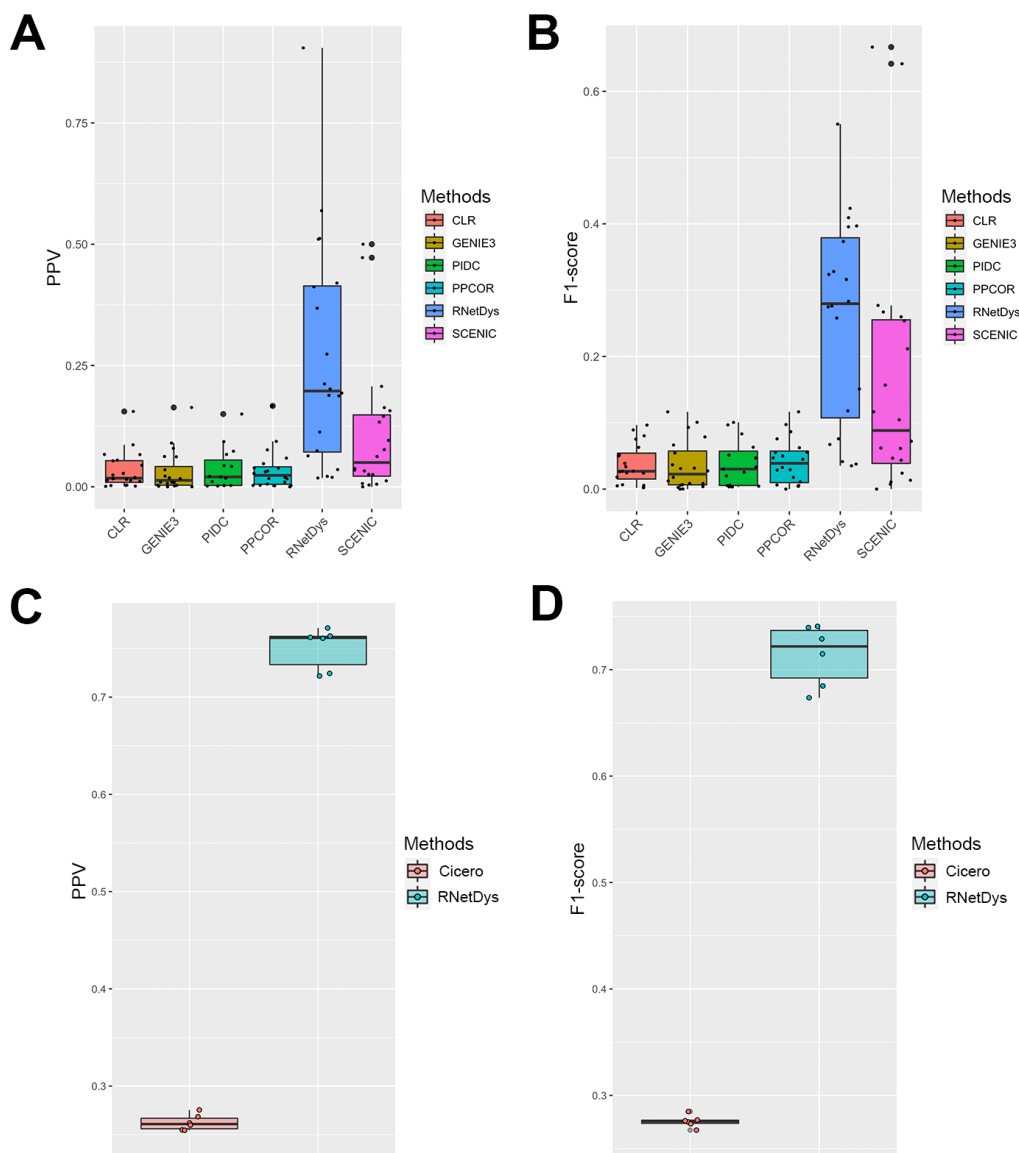 A
PPV
0.75
0.50
0.25
0.00
CLR
GENIE3
PIDC
PPCOR
RNetDys
SCENIC
Methods
CLR
GENIE3
PIDC
PPCOR
RNetDys
SCENIC
B
F1-score
0.6
0.4
0.2
0.0
CLR
GENIE3
PIDC
PPCOR
RNetDys
SCENIC
Methods
CLR
GENIE3
PIDC
PPCOR
RNetDys
SCENIC
C
PPV
0.7
0.6
0.5
0.4
0.3
Methods
Cicero
RNetDys
D
F1-score
0.7
0.6
0.5
0.4
0.3
Methods
Cicero
RNetDys